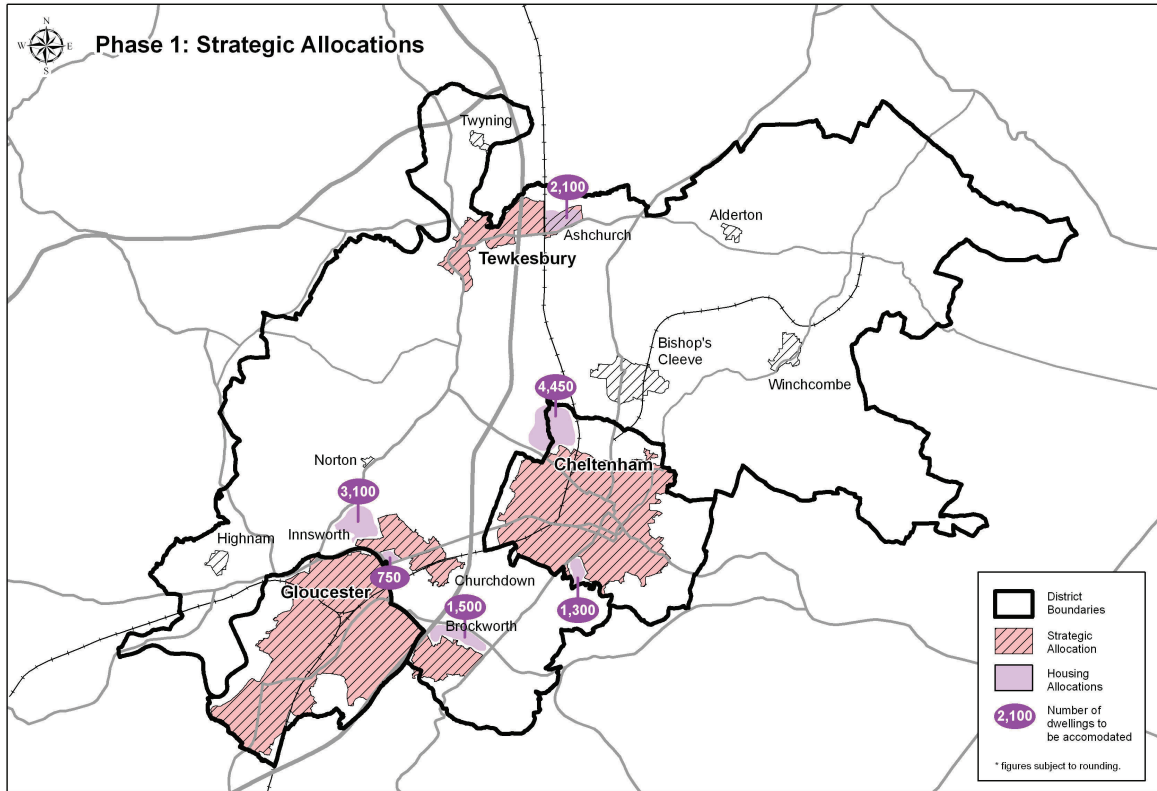 N
W E
S
Phase 1: Strategic Allocations
Twyning
2,100
Ashchurch
Alderton
Tewkesbury
Bishop's
Cleeve
Winchcombe
4,450
Cheltenham
Norton
3,100
Innsworth
Highnam
750
Churchdown
Gloucester
1,500
Brockworth
1,300
District
Boundaries
Strategic
Allocation
Housing
Allocations
2,100
Number of
dwellings to
be accomodated
* figures subject to rounding.